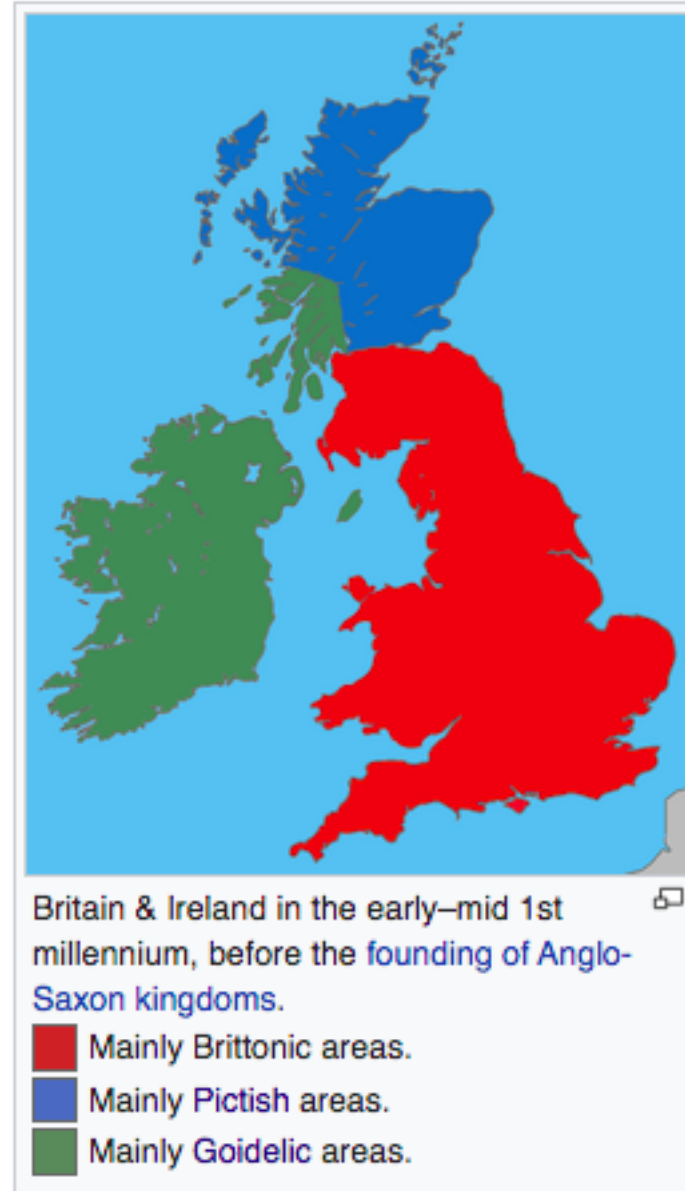 Britain & Ireland in the early–mid 1st
millennium, before the founding of Anglo-
Saxon kingdoms.
Mainly Brittonic areas.
Mainly Pictish areas.
Mainly Goidelic areas.